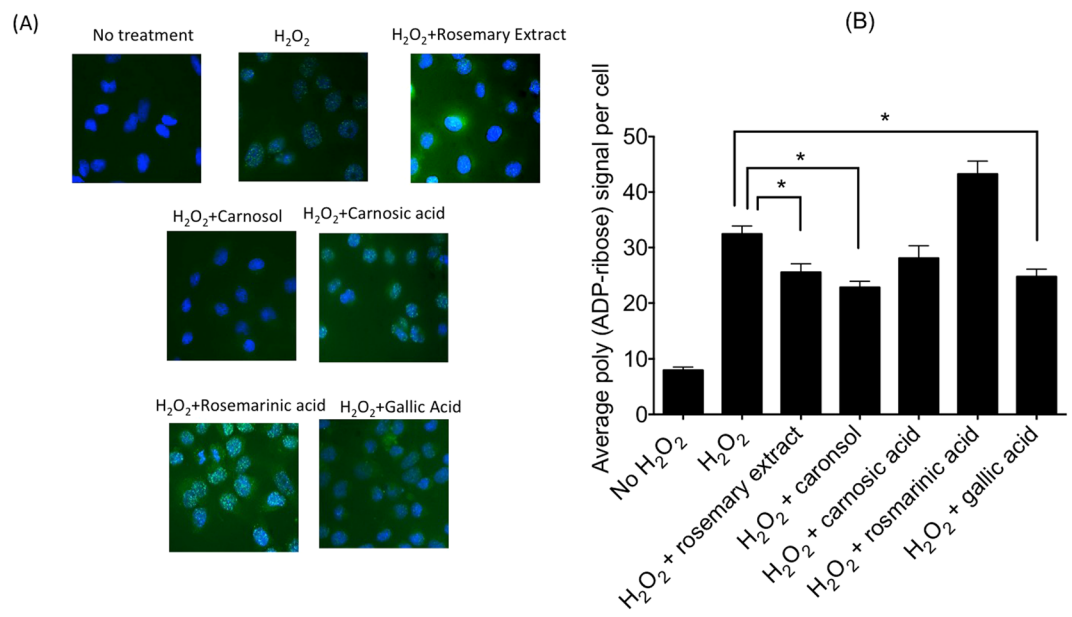 (A)
No treatment
H₂O₂
H₂O₂+Rosemary Extract
H₂O₂+Carnosol
H₂O₂+Carnosic acid
H₂O₂+Rosemarinic acid
H₂O₂+Gallic Acid
(B)
Average poly (ADP-ribose) signal per cell
50
40
30
20
10
0
*
*
*
No H₂O₂
H₂O₂
H₂O₂ + rosemary extract
H₂O₂ + caronsol
H₂O₂ + carnosic acid
H₂O₂ + rosmarinic acid
H₂O₂ + gallic acid